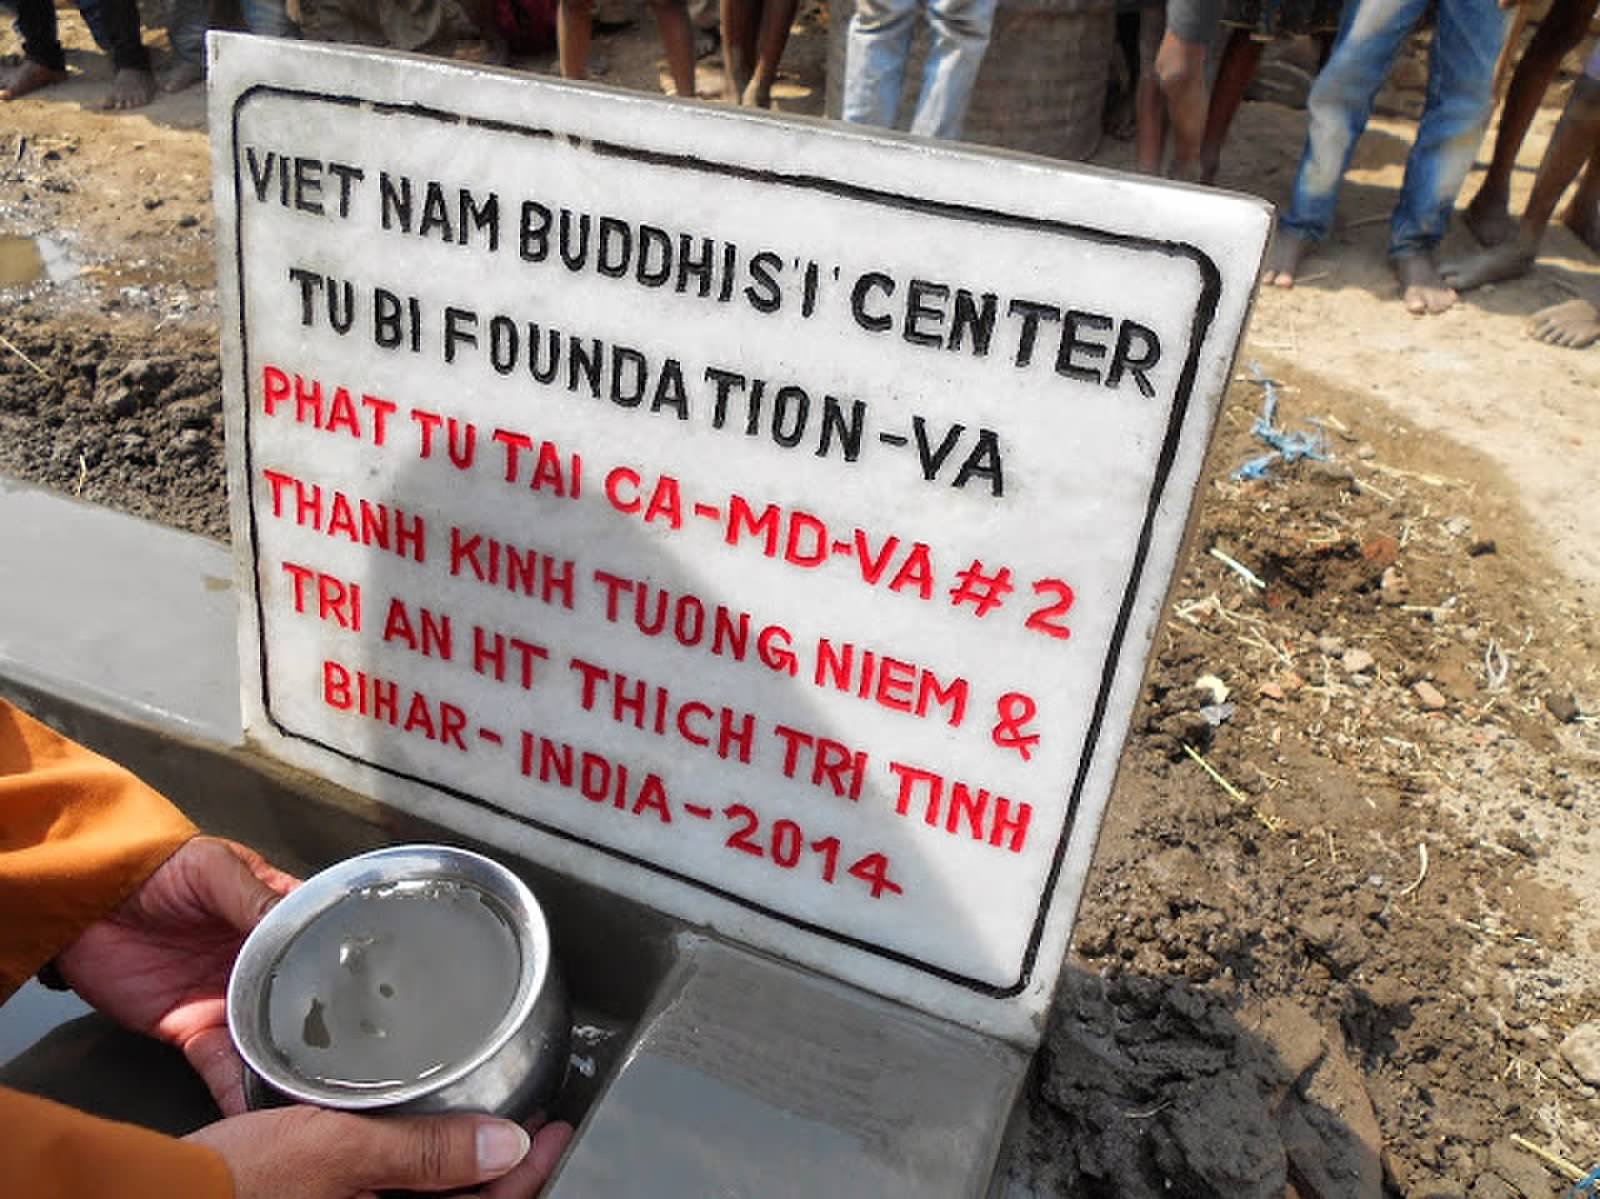 VIET NAM BUDDHIST CENTER
TU BI FOUNDATION-VA
PHAT TU TAI CA-MD-VA #2
THANH KINH TUONG NIEM &
TRI AN HT THICH TRI TINH
BIHAR-INDIA-2014